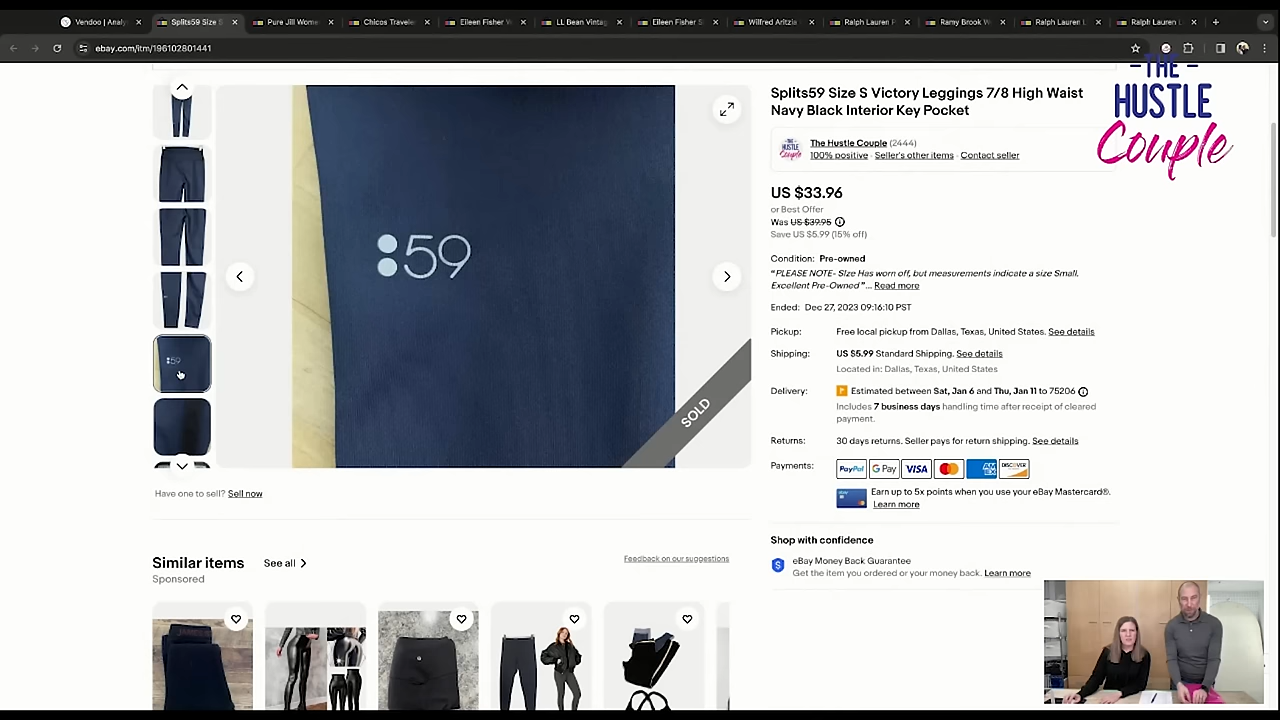 Vendoo | Analy
Splits59 Size S
Pure Jill Wome
Chicos Travele
Eileen Fisher W
LL Bean Vintag
Eileen Fisher S
Wilfred Aritzia
Ralph Lauren P
Ramy Brook W
Ralph Lauren L
Ralph Lauren L
ebay.com/itm/196102801441
THE
HUSTLE
Couple
Splits59 Size S Victory Leggings 7/8 High Waist
Navy Black Interior Key Pocket
The Hustle Couple (2444)
100% positive · Seller's other items · Contact seller
US $33.96
or Best Offer
Was US $39.95
Save US $5.99 (15% off)
Condition: Pre-owned
“PLEASE NOTE- SIze Has worn off, but measurements indicate a size Small.
Excellent Pre-Owned”... Read more
Ended: Dec 27, 2023 09:16:10 PST
Pickup: Free local pickup from Dallas, Texas, United States. See details
Shipping: US $5.99 Standard Shipping. See details
Located in: Dallas, Texas, United States
Delivery: Estimated between Sat, Jan 6 and Thu, Jan 11 to 75206
Includes 7 business days handling time after receipt of cleared
payment.
Returns: 30 days returns. Seller pays for return shipping. See details
Payments: PayPal G Pay VISA
DISCOVER
Earn up to 5x points when you use your eBay Mastercard®.
Learn more
Shop with confidence
eBay Money Back Guarantee
Get the item you ordered or your money back. Learn more
59
59
SOLD
Have one to sell? Sell now
Similar items See all
Sponsored
Feedback on our suggestions